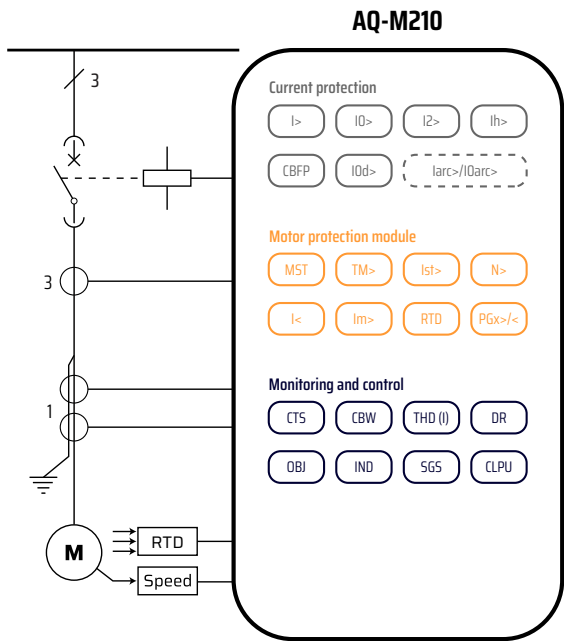 AQ-M210
3
Current protection
I> I0> I2> Ih>
CBFP I0d> Iarc>/I0arc>
Motor protection module
MST TM> Ist> N>
3
I< Im> RTD PGx>/<
Monitoring and control
CTS CBW THD (I) DR
1
OBJ IND SGS CLPU
RTD
M
Speed